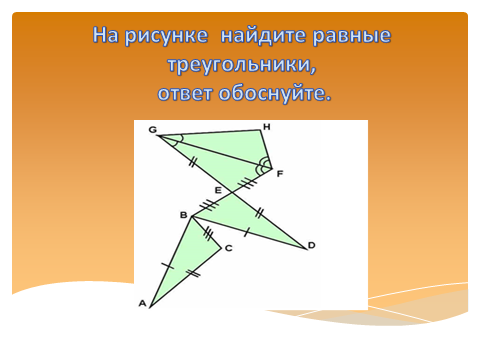 На рисунке найдите равные
треугольники,
ответ обоснуйте.
G
H
F
E
B
C
D
A